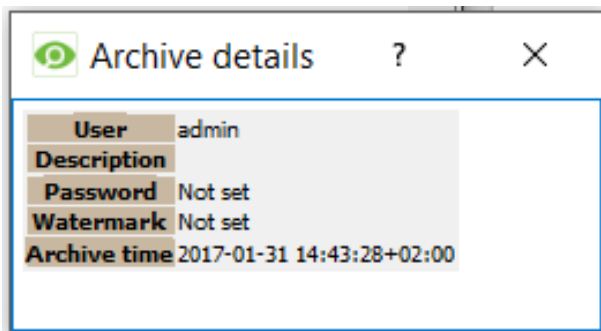 Archive details ?
User admin
Description
Password Not set
Watermark Not set
Archive time 2017-01-31 14:43:28+02:00